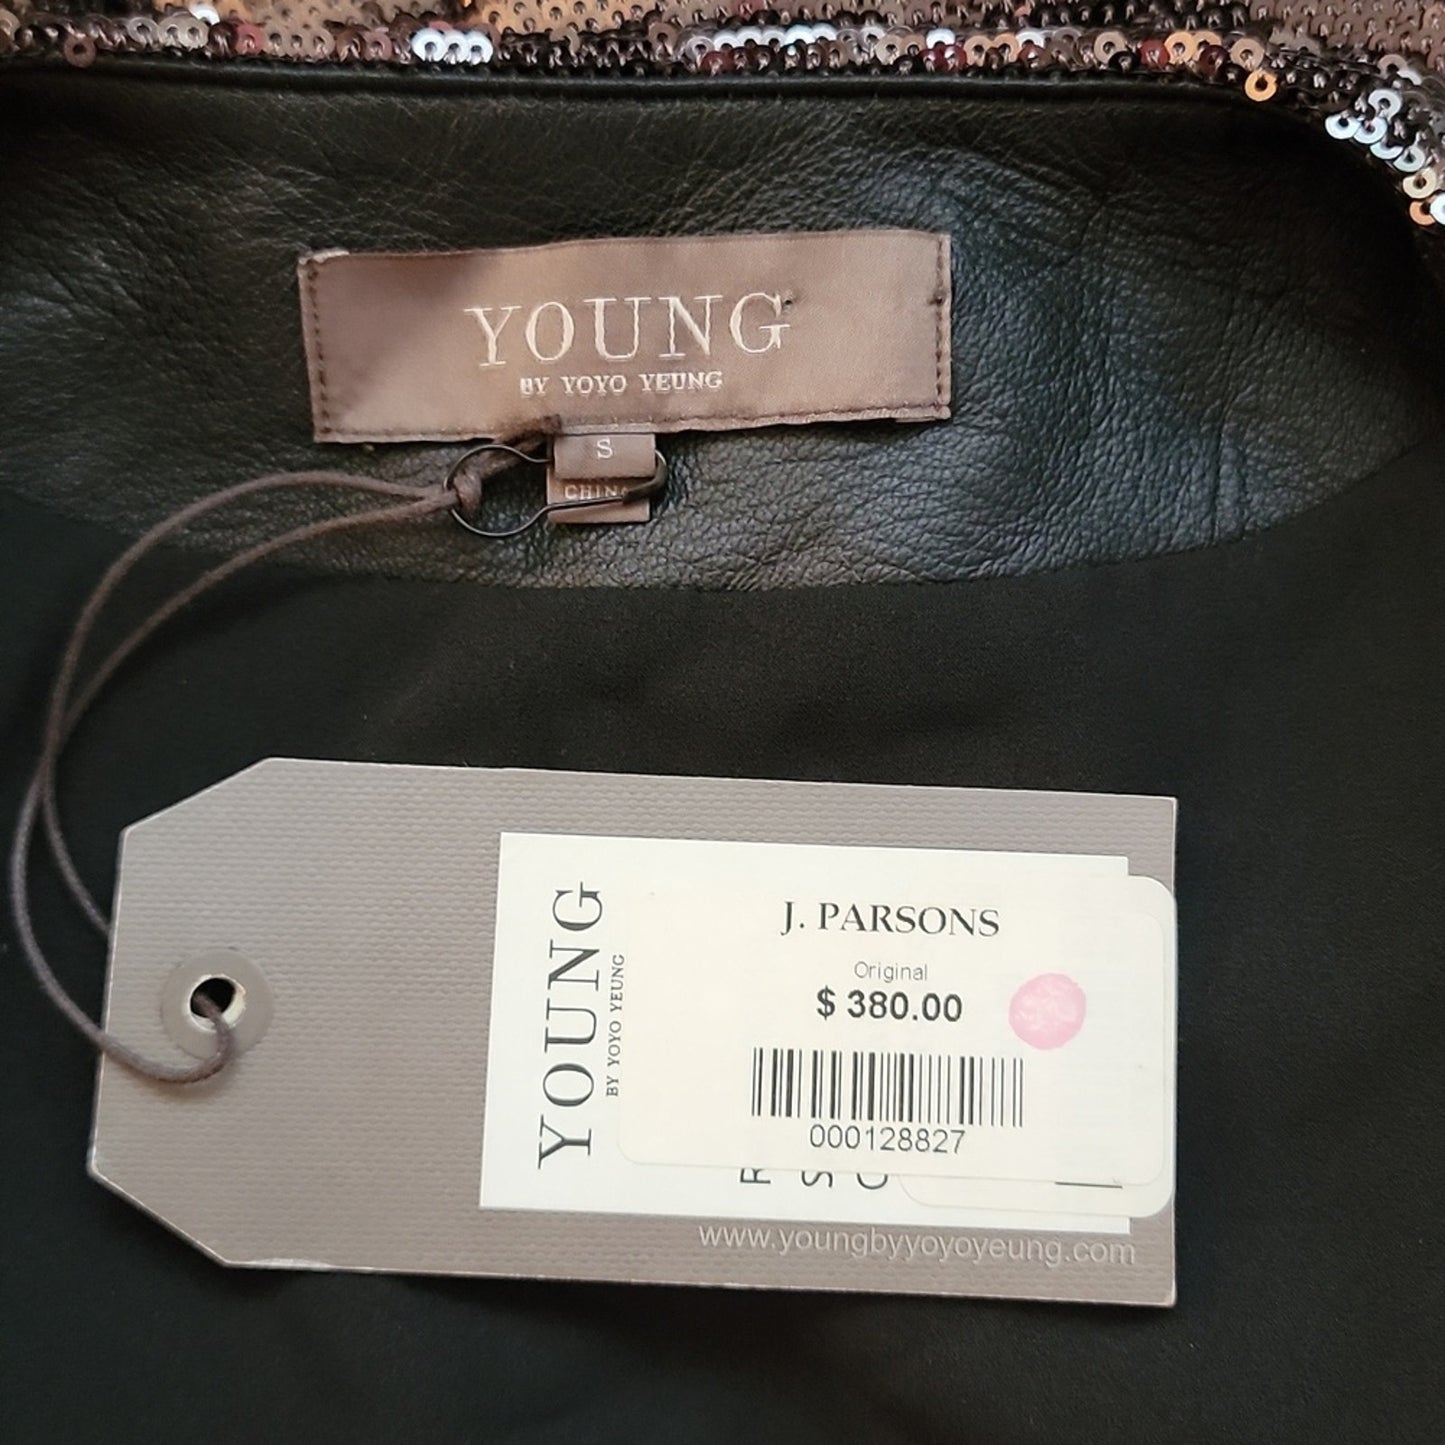 YOUNG
BY YOYO YEUNG
S
YOUNG
BY YOYO YEUNG
J. PARSONS
Original
$ 380.00
000128827
www.youngbyyoyoyeung.com